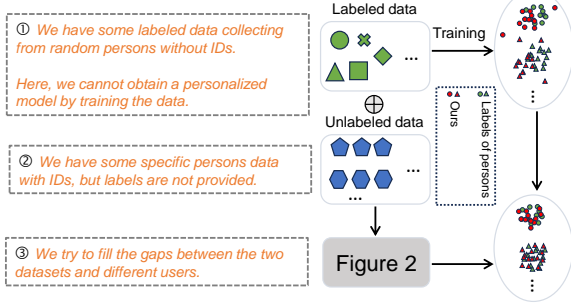 ① We have some labeled data collecting
from random persons without IDs.
Here, we cannot obtain a personalized
model by training the data.
② We have some specific persons data
with IDs, but labels are not provided.
③ We try to fill the gaps between the two
datasets and different users.
Labeled data
...
Training
Unlabeled data
...
...
Figure 2
Ours
Labels of persons
...
...